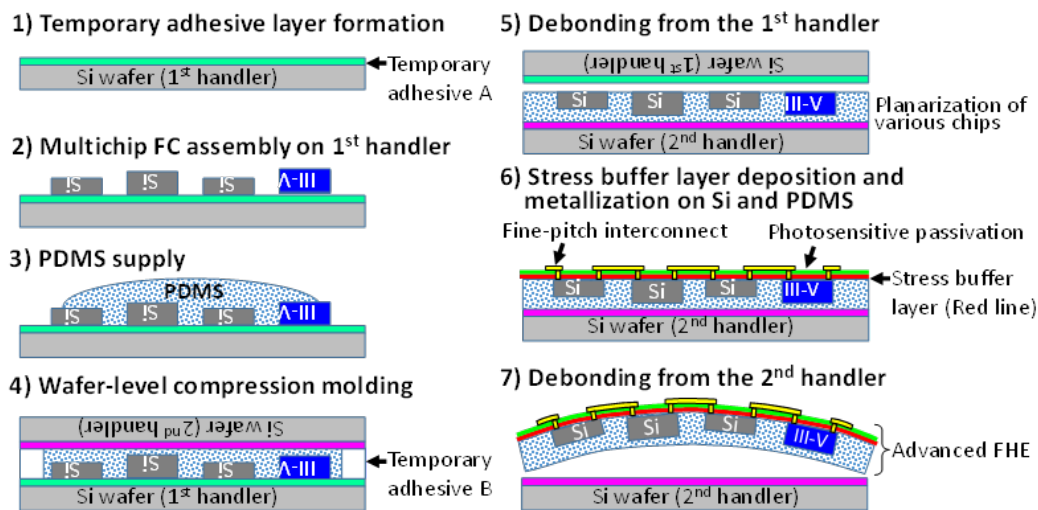 1) Temporary adhesive layer formation
Si wafer (1st handler)
Temporary
adhesive A
2) Multichip FC assembly on 1st handler
Si
Si
Si
III-V
3) PDMS supply
PDMS
Si
Si
Si
III-V
4) Wafer-level compression molding
Si wafer (2nd handler)
Si
Si
Si
III-V
Si wafer (1st handler)
Temporary
adhesive B
5) Debonding from the 1st handler
Si wafer (1st handler)
Si
Si
Si
III-V
Si wafer (2nd handler)
Planarization of
various chips
6) Stress buffer layer deposition and
metallization on Si and PDMS
Fine-pitch interconnect
Photosensitive passivation
Si
Si
Si
III-V
Si wafer (2nd handler)
Stress buffer
layer (Red line)
7) Debonding from the 2nd handler
Si
Si
Si
III-V
Advanced FHE
Si wafer (2nd handler)